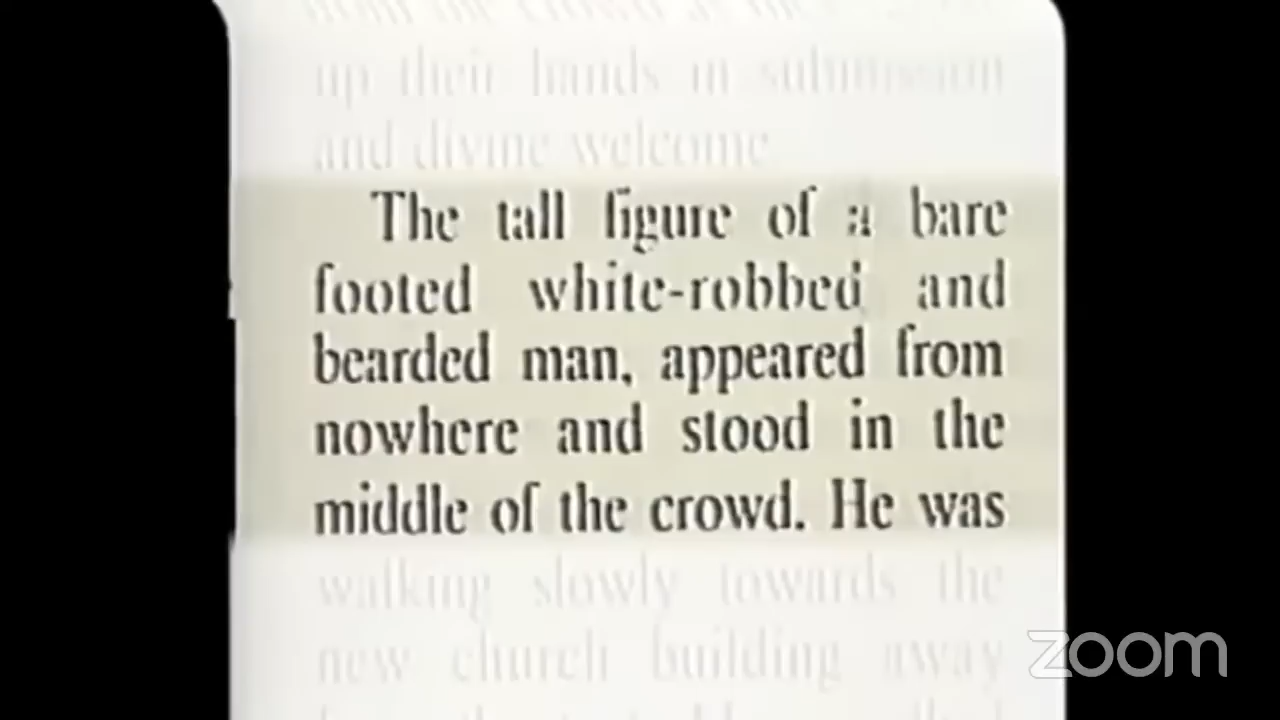 up their hands in submission
and divine welcome
The tall figure of a bare
footed white-robbed and
bearded man, appeared from
nowhere and stood in the
middle of the crowd. He was
walking slowly towards the
new church building away
zoom